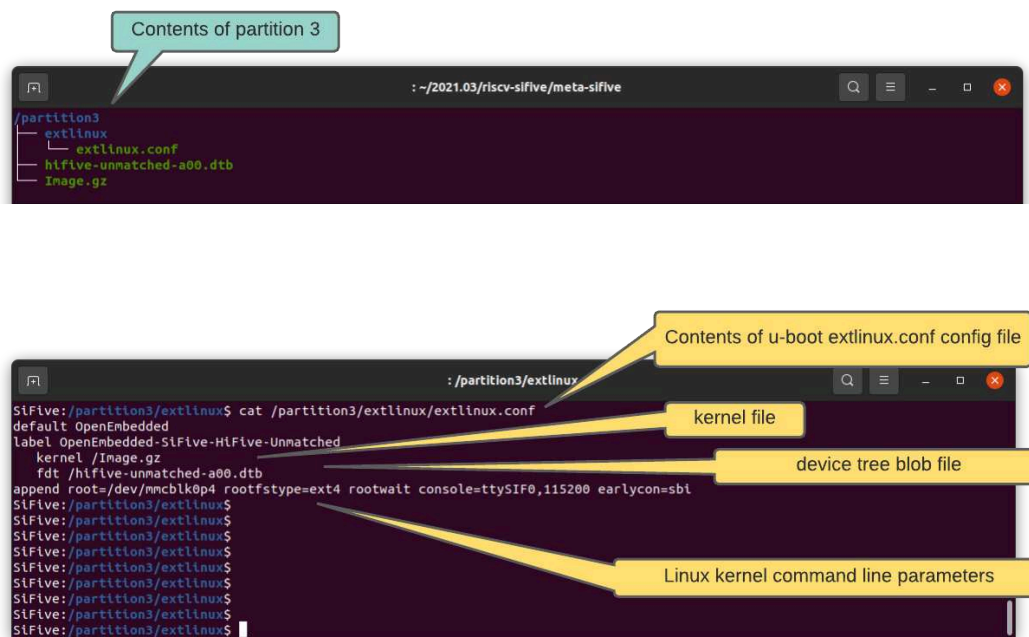 Contents of partition 3
: ~/2021.03/riscv-sifive/meta-sifive
/partition3
extlinux
extlinux.conf
hifive-unmatched-a00.dtb
Image.gz
Contents of u-boot extlinux.conf config file
: /partition3/extlinux
SiFive:/partition3/extlinux$ cat /partition3/extlinux/extlinux.conf
kernel file
default OpenEmbedded
label OpenEmbedded-SiFive-HiFive-Unmatched
kernel /Image.gz
device tree blob file
fdt /hifive-unmatched-a00.dtb
append root=/dev/mmcblk0p4 rootfstype=ext4 rootwait console=ttySIF0,115200 earlycon=sbi
SiFive:/partition3/extlinux$
SiFive:/partition3/extlinux$
SiFive:/partition3/extlinux$
SiFive:/partition3/extlinux$
SiFive:/partition3/extlinux$
Linux kernel command line parameters
SiFive:/partition3/extlinux$
SiFive:/partition3/extlinux$
SiFive:/partition3/extlinux$
SiFive:/partition3/extlinux$